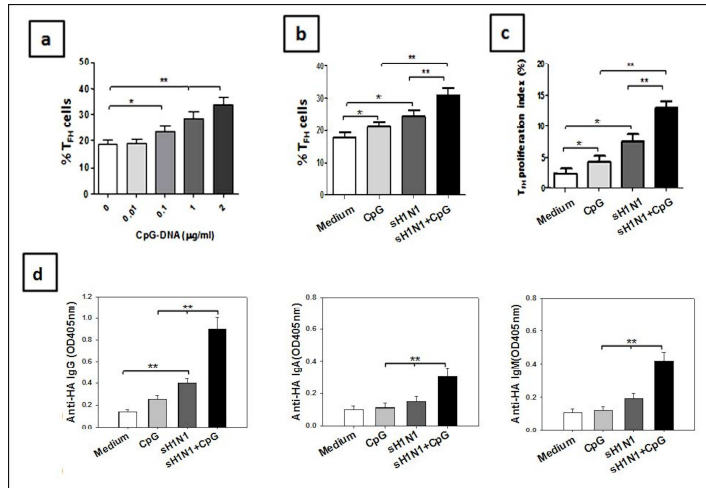 a
b
c
% TFH cells
50
40
30
20
10
0
*
**
0
0.01
0.1
1
2
CpG-DNA (µg/ml)
% TFH cells
40
30
20
10
0
*
*
**
**
Medium
CpG
sH1N1
sH1N1+CpG
TFH proliferation index (%)
20
15
10
5
0
*
*
**
**
Medium
CpG
sH1N1
sH1N1+CpG
d
Anti-HA IgG (OD405nm)
1.2
1.0
0.8
0.6
0.4
0.2
0.0
**
**
Medium
CpG
sH1N1
sH1N1+CpG
Anti-HA IgA(OD405nm)
0.8
0.6
0.4
0.2
0.0
**
Medium
CpG
sH1N1
sH1N1+CpG
Anti-HA IgM(OD405nm)
0.8
0.6
0.4
0.2
0.0
**
Medium
CpG
sH1N1
sH1N1+CpG